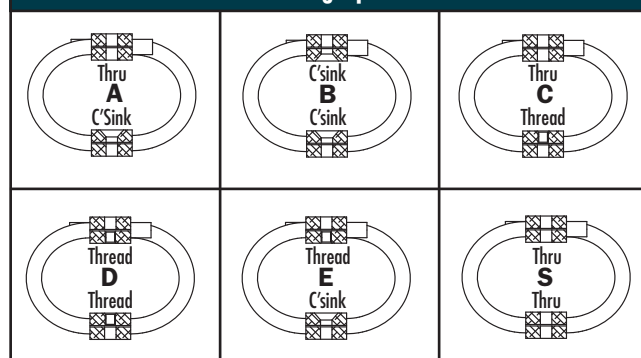 Thru
A
C'Sink
C'sink
B
C'sink
Thru
C
Thread
Thread
D
Thread
Thread
E
C'sink
Thru
S
Thru